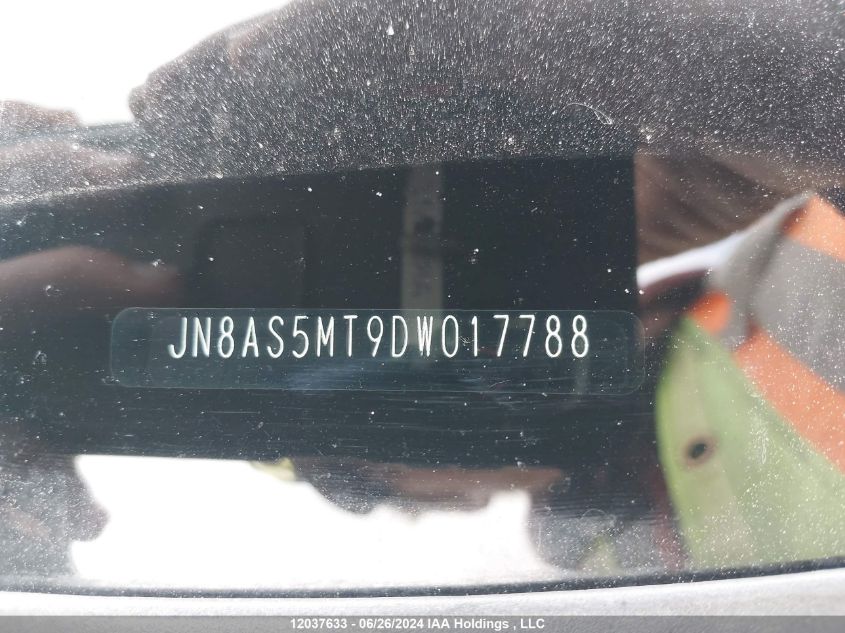 JN8AS5MT9DW017788
12037633 - 06/26/2024 IAA Holdings , LLC